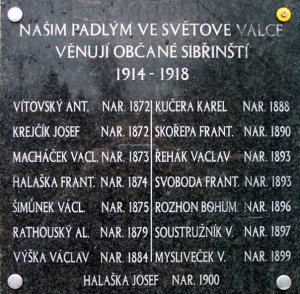 NAŠIM PADLÝM VE SVĚTOVE VÁLCE
VĚNUJÍ OBČANÉ SIBŘINŠTÍ
1914 - 1918
VÍTOVSKÝ ANT. NAR. 1872 KUČERA KAREL NAR. 1888
KREJČÍK JOSEF NAR. 1872 SKOŘEPA FRANT. NAR. 1890
MACHÁČEK VACL. NAR. 1873 ŘEHÁK VACLAV NAR. 1893
HALAŠKA FRANT. NAR. 1874 SVOBODA FRANT. NAR. 1893
ŠIMÚNEK VÁCL. NAR. 1875 ROZHON BOHUM. NAR. 1896
RATHOUSKÝ AL. NAR. 1879 SOUSTRUŽNÍK V. NAR. 1897
VÝŠKA VÁCLAV NAR. 1884 MYSLIVEČEK V. NAR. 1899
HALAŠKA JOSEF NAR. 1900